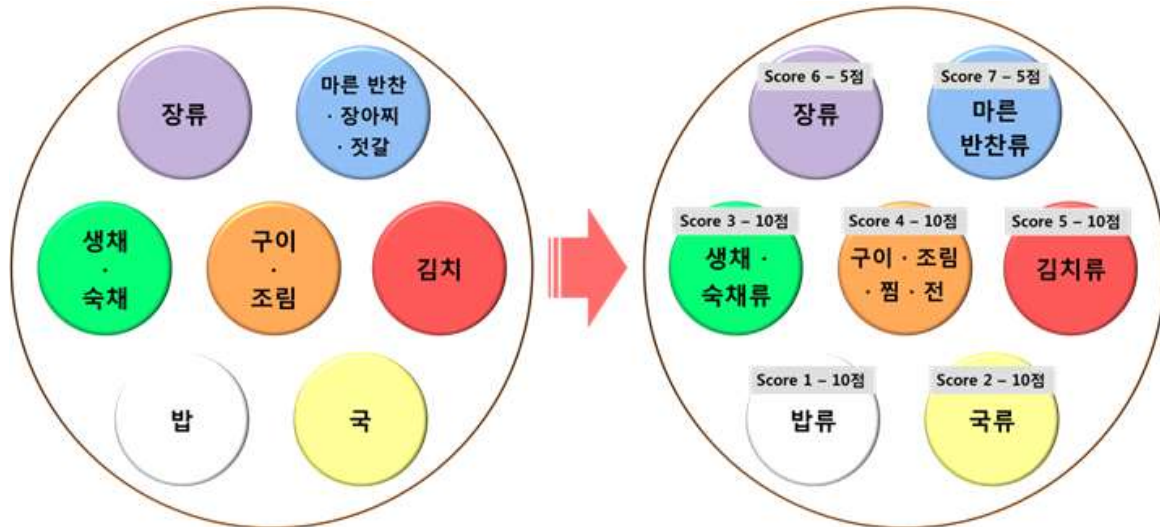 장류
마른 반찬
· 장아찌
· 젓갈
생채
·
숙채
구이
·
조림
김치
밥
국
Score 6 – 5점
장류
Score 7 – 5점
마른
반찬류
Score 3 – 10점
생채 ·
숙채류
Score 4 – 10점
구이 · 조림
· 찜 · 전
Score 5 – 10점
김치류
Score 1 – 10점
밥류
Score 2 – 10점
국류